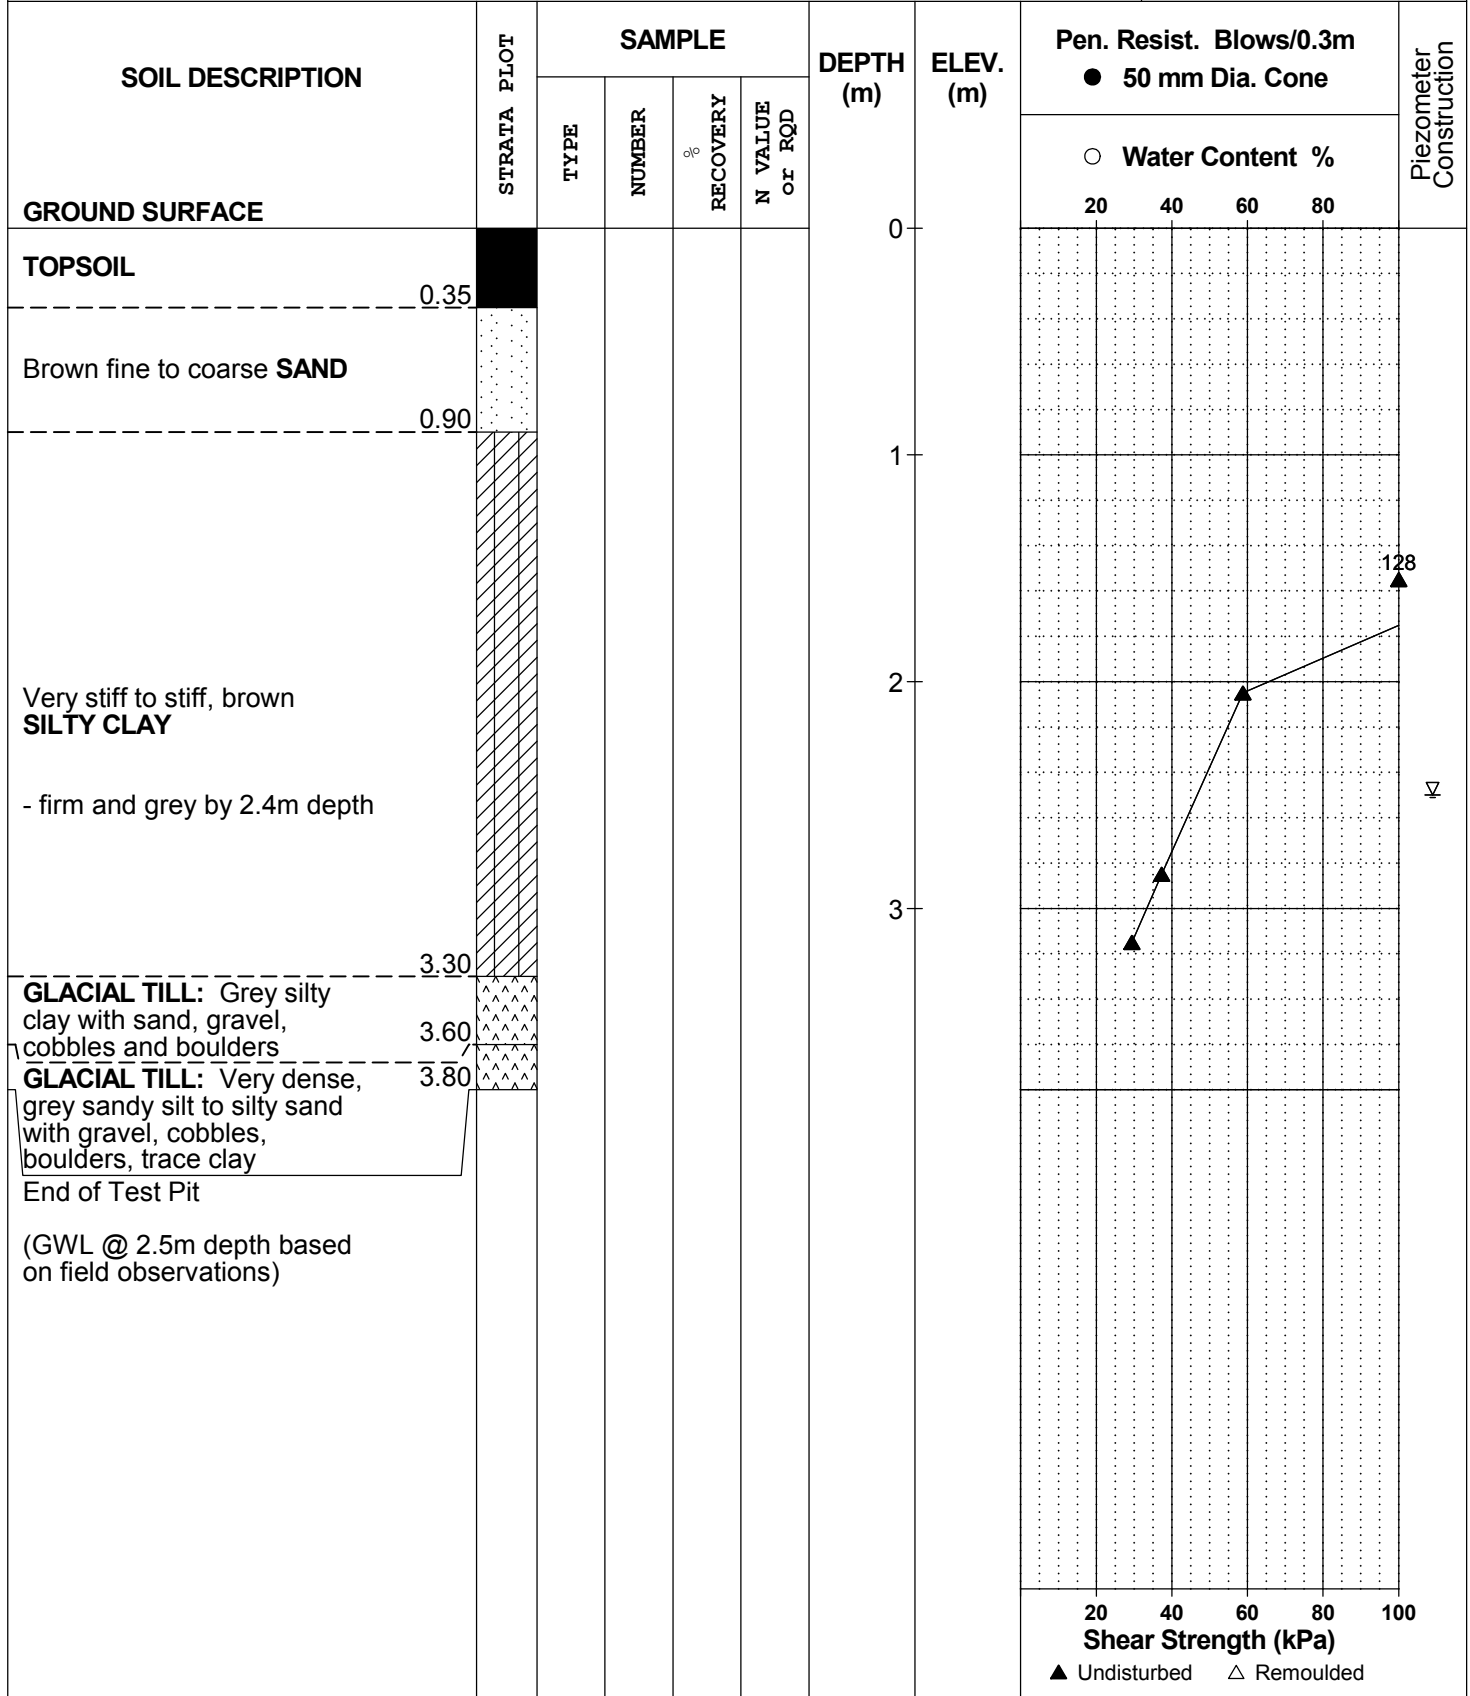 SOIL DESCRIPTION
GROUND SURFACE
STRATA PLOT
SAMPLE
TYPE
NUMBER
%
RECOVERY
N VALUE
or RQD
DEPTH
(m)
ELEV.
(m)
Pen. Resist. Blows/0.3m
● 50 mm Dia. Cone
○ Water Content %
20 40 60 80
Piezometer
Construction
0
TOPSOIL
0.35
Brown fine to coarse SAND
0.90
1
128
2
Very stiff to stiff, brown
SILTY CLAY
- firm and grey by 2.4m depth
3
3.30
GLACIAL TILL: Grey silty
clay with sand, gravel,
3.60
cobbles and boulders
GLACIAL TILL: Very dense,
3.80
grey sandy silt to silty sand
with gravel, cobbles,
boulders, trace clay
End of Test Pit
(GWL @ 2.5m depth based
on field observations)
20 40 60 80 100
Shear Strength (kPa)
▲ Undisturbed △ Remoulded